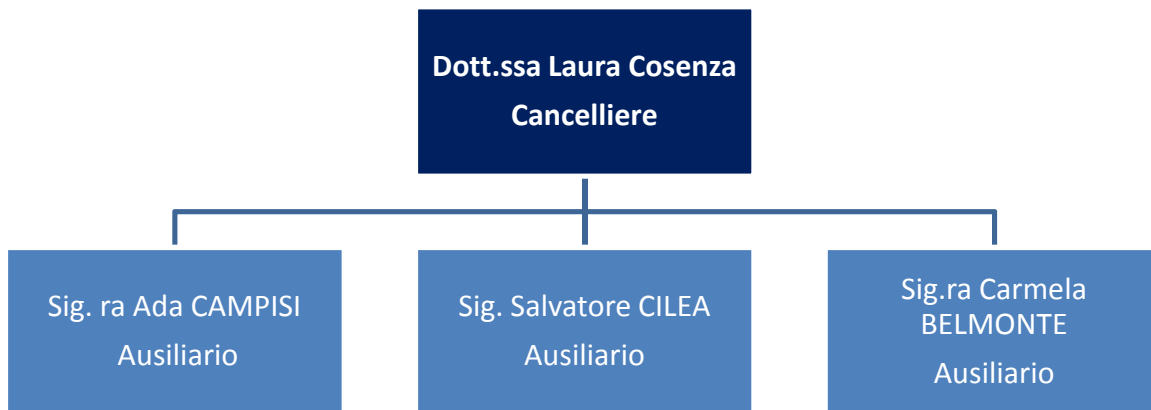 Dott.ssa Laura Cosenza
Cancelliere
Sig. ra Ada CAMPISI
Ausiliario
Sig. Salvatore CILEA
Ausiliario
Sig.ra Carmela
BELMONTE
Ausiliario